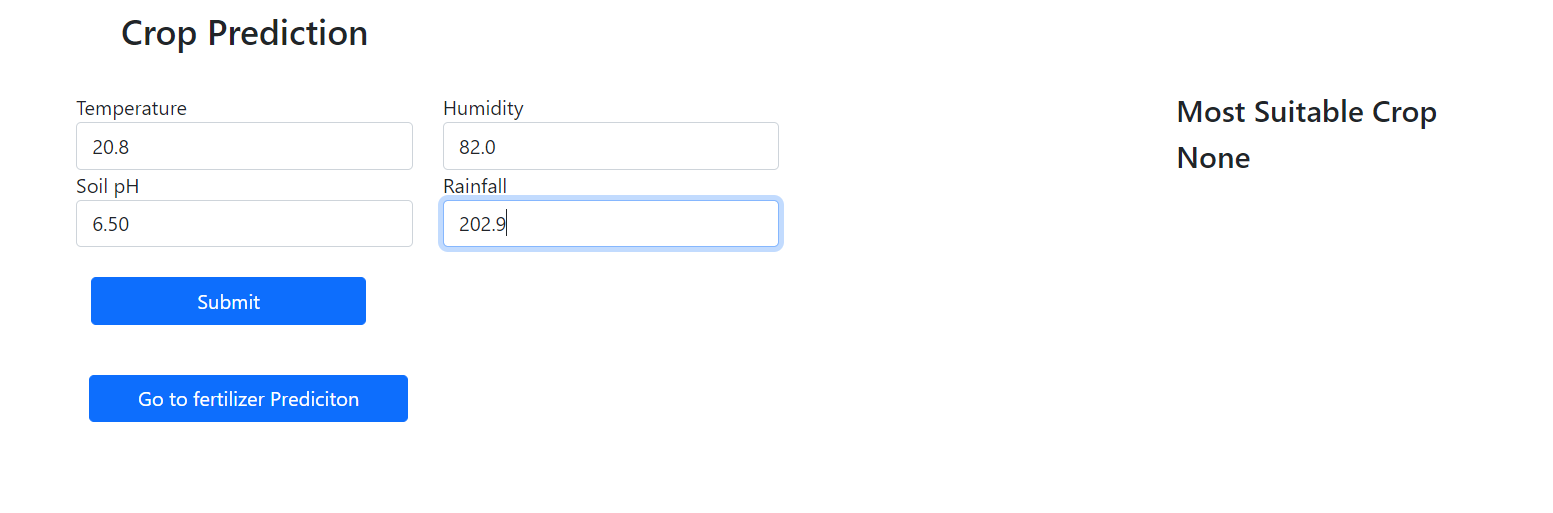 Crop Prediction
Temperature
20.8
Humidity
82.0
Soil pH
6.50
Rainfall
202.9
Submit
Go to fertilizer Prediciton
Most Suitable Crop
None